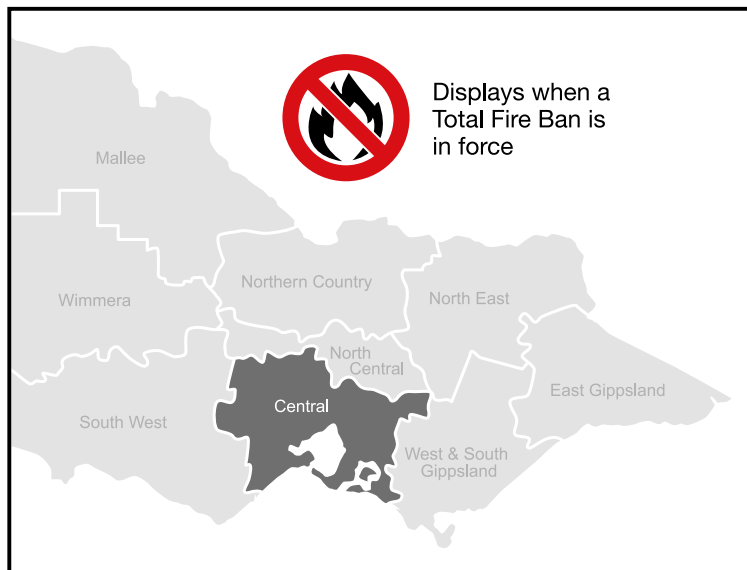 Displays when a
Total Fire Ban is
in force
Mallee
Wimmera
Northern Country
North East
North
Central
East Gippsland
South West
Central
West & South
Gippsland